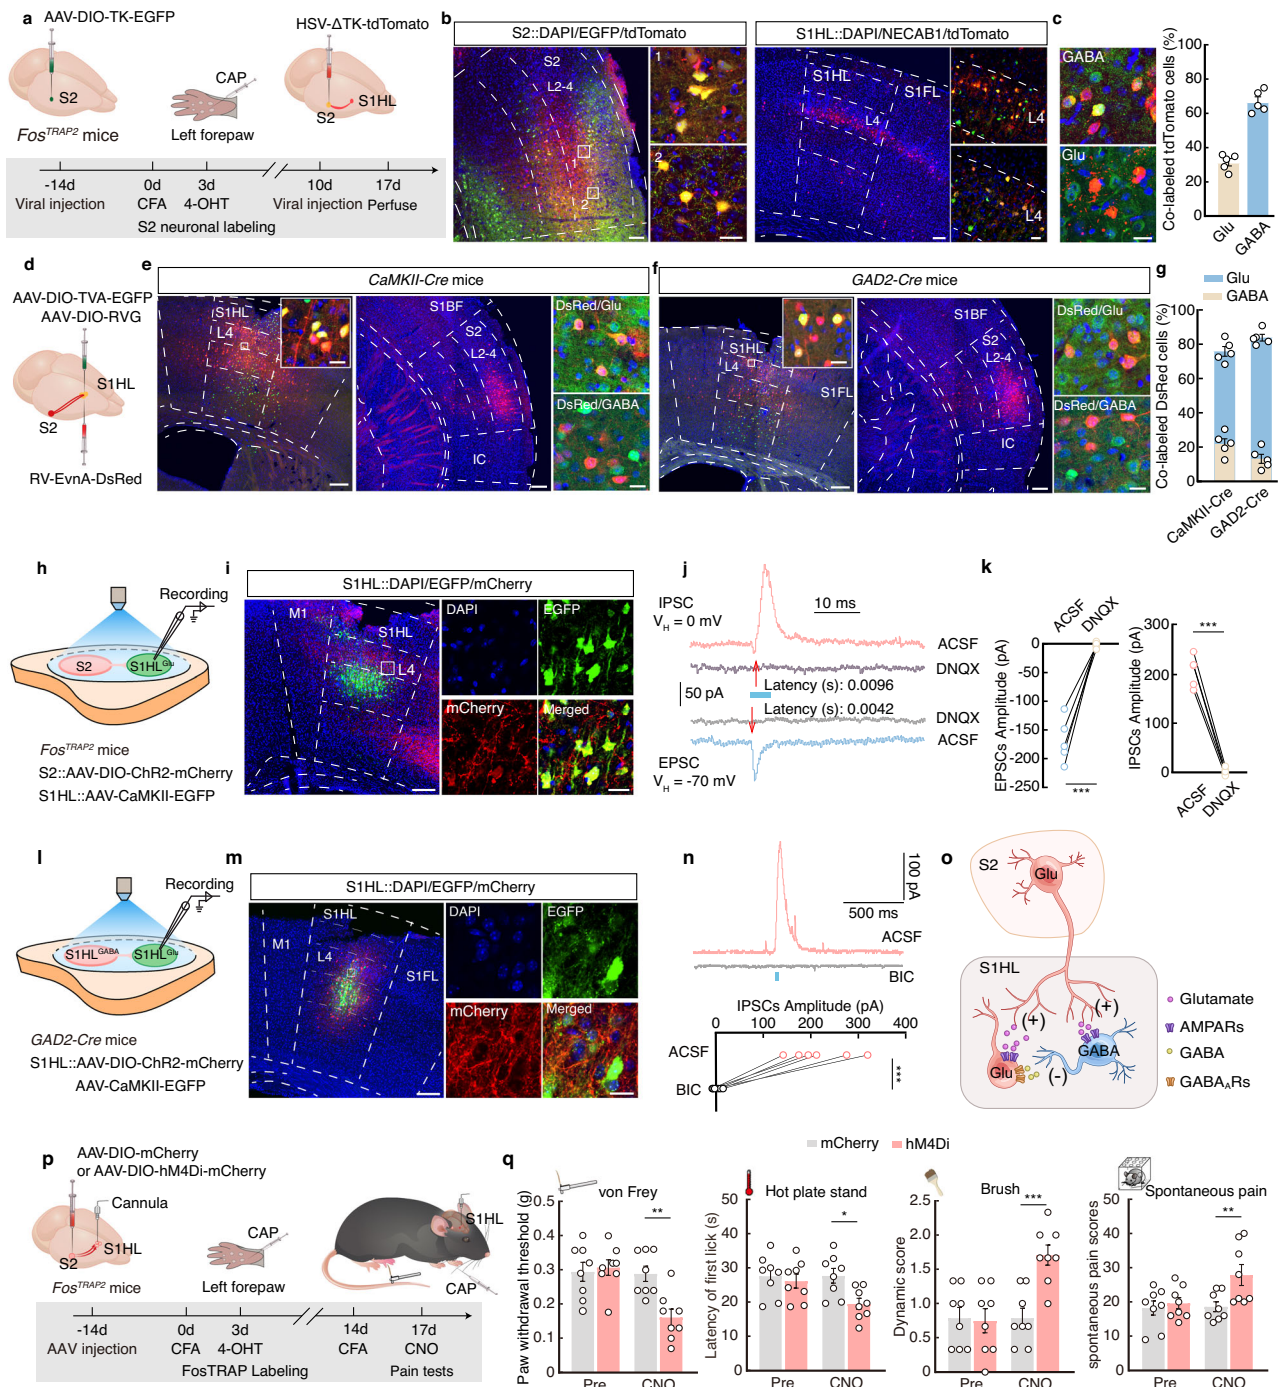 a
AAV-DIO-TK-EGFP
HSV-ΔTK-tdTomato
CAP
S2
S1HL
S2
Fos^TRAP2 mice
Left forepaw
-14d
0d
3d
10d
17d
Viral injection
CFA
4-OHT
Viral injection
Perfuse
S2 neuronal labeling
b
S2::DAPI/EGFP/tdTomato
S1HL::DAPI/NECAB1/tdTomato
S2
L2-4
1
2
1
2
S1HL
S1FL
L4
L4
L4
c
GABA
Glu
Co-labeled tdTomato cells (%)
100
80
60
40
20
0
Glu
GABA
d
AAV-DIO-TVA-EGFP
AAV-DIO-RVG
S1HL
S2
RV-EvnA-DsRed
e
CaMKII-Cre mice
S1HL
L4
S1BF
S2
L2-4
IC
DsRed/Glu
DsRed/GABA
f
GAD2-Cre mice
S1HL
L4
S1FL
S1BF
S2
L2-4
IC
DsRed/Glu
DsRed/GABA
g
Glu
GABA
Co-labeled DsRed cells (%)
100
80
60
40
20
0
CaMKII-Cre
GAD2-Cre
h
Recording
S2
S1HL^Glu
Fos^TRAP2 mice
S2::AAV-DIO-ChR2-mCherry
S1HL::AAV-CaMKII-EGFP
i
S1HL::DAPI/EGFP/mCherry
M1
S1HL
L4
DAPI
EGFP
mCherry
Merged
j
IPSC
V_H = 0 mV
10 ms
ACSF
DNQX
Latency (s): 0.0096
50 pA
Latency (s): 0.0042
DNQX
ACSF
EPSC
V_H = -70 mV
k
ACSF
DNQX
EPSCs Amplitude (pA)
0
-50
-100
-150
-200
-250
***
IPSCs Amplitude (pA)
300
200
100
0
***
ACSF
DNQX
l
Recording
S1HL^GABA
S1HL^Glu
GAD2-Cre mice
S1HL::AAV-DIO-ChR2-mCherry
AAV-CaMKII-EGFP
m
S1HL::DAPI/EGFP/mCherry
S1HL
M1
L4
S1FL
DAPI
EGFP
mCherry
Merged
n
100 pA
500 ms
ACSF
BIC
IPSCs Amplitude (pA)
0
100
200
300
400
ACSF
BIC
***
o
S2
Glu
S1HL
(+)
(+)
GABA
Glu
(-)
Glutamate
AMPARs
GABA
GABA_ARs
p
AAV-DIO-mCherry
or AAV-DIO-hM4Di-mCherry
Cannula
S1HL
S2
CAP
Fos^TRAP2 mice
Left forepaw
S1HL
CAP
-14d
0d
3d
14d
17d
AAV injection
CFA
4-OHT
CFA
CNO
FosTRAP Labeling
Pain tests
mCherry
hM4Di
q
von Frey
Paw withdrawal threshold (g)
0.5
0.4
0.3
0.2
0.1
0
**
Pre
CNO
Hot plate stand
Latency of first lick (s)
50
40
30
20
10
0
*
Pre
CNO
Brush
Dynamic score
2.5
2.0
1.5
1.0
0.5
0
***
Pre
CNO
Spontaneous pain
spontaneous pain scores
50
40
30
20
10
0
**
Pre
CNO